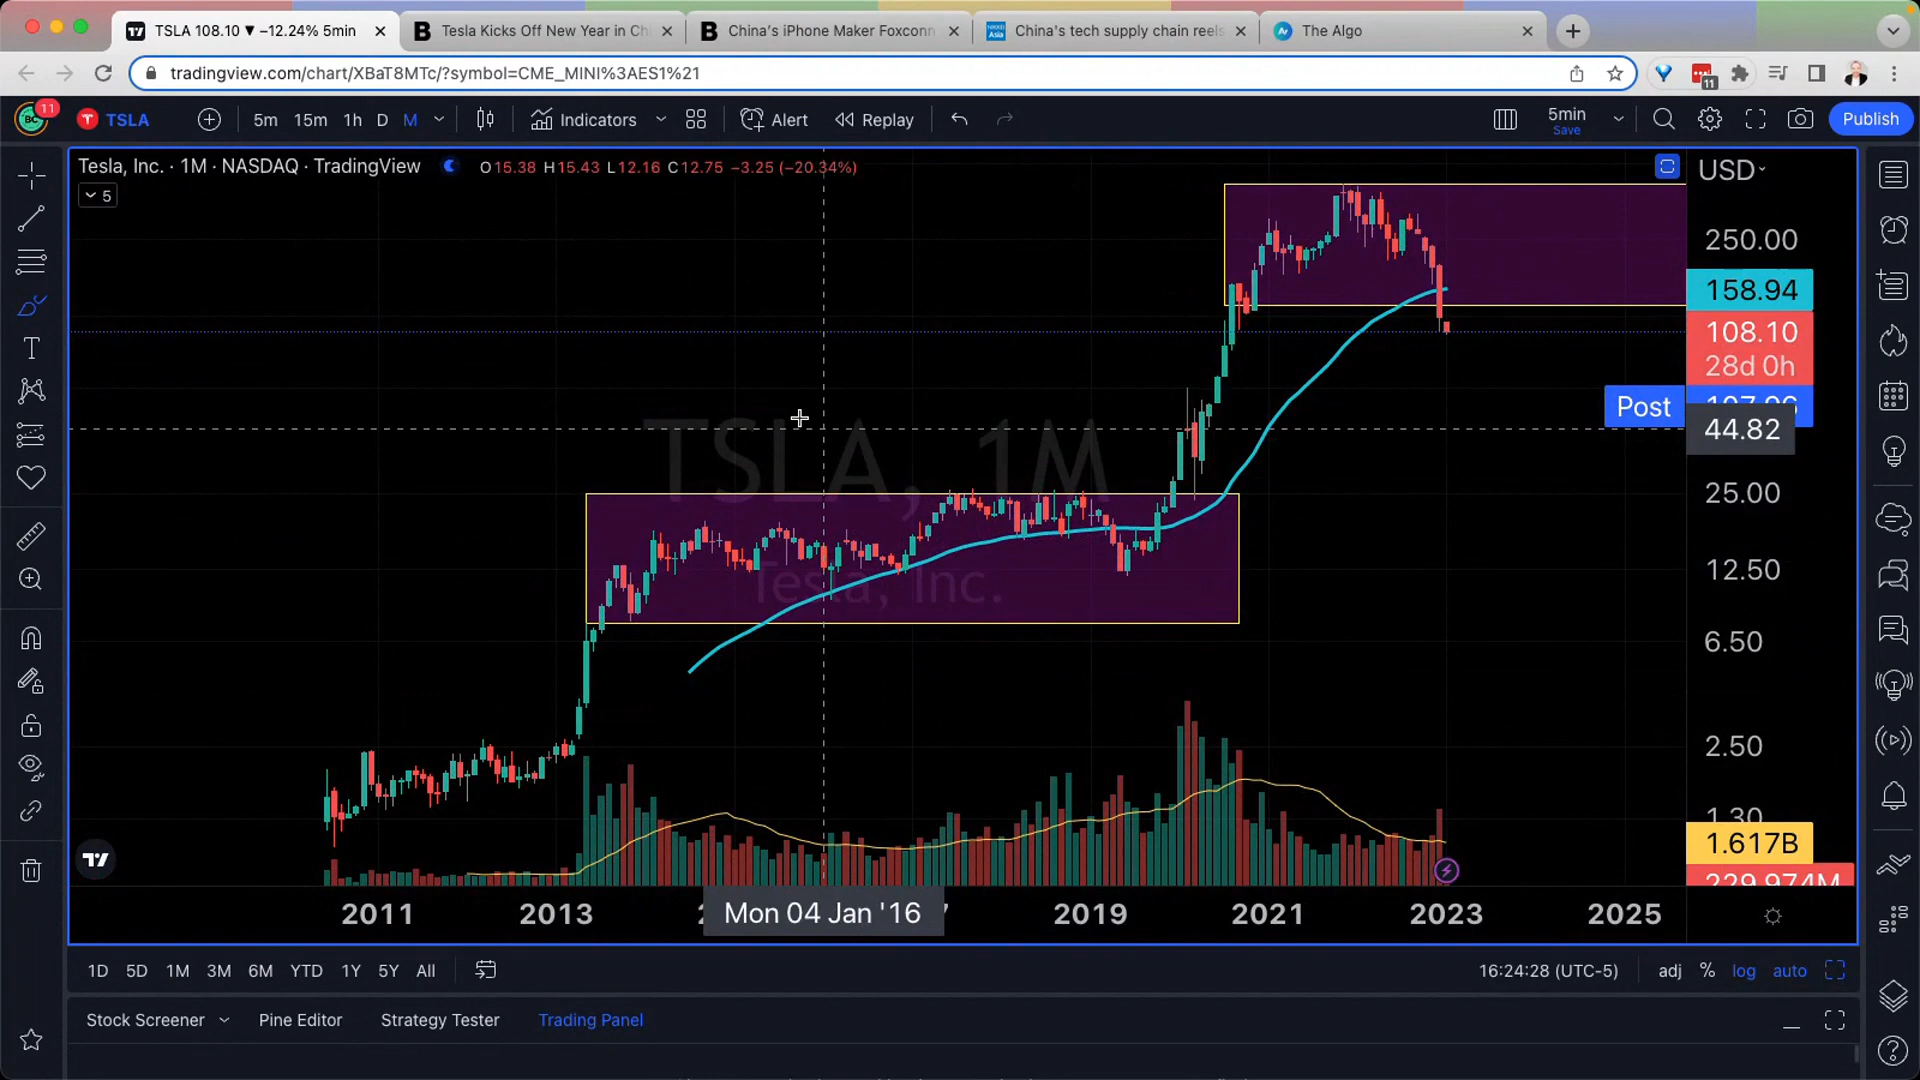 TSLA 108.10 ▼ −12.24% 5min
Tesla Kicks Off New Year in Ch
China's iPhone Maker Foxconn
China's tech supply chain reels
The Algo
tradingview.com/chart/XBaT8MTc/?symbol=CME_MINI%3AES1%21
11
11
TSLA
5m 15m 1h D M
Indicators
Alert
Replay
5min
Save
Publish
Tesla, Inc. · 1M · NASDAQ · TradingView
O15.38 H15.43 L12.16 C12.75 −3.25 (−20.34%)
5
USD
250.00
158.94
108.10
28d 0h
Post
44.82
25.00
12.50
6.50
2.50
1.30
1.617B
229.974M
TSLA, 1M
Tesla, Inc.
2011
2013
Mon 04 Jan '16
2019
2021
2023
2025
1D 5D 1M 3M 6M YTD 1Y 5Y All
16:24:28 (UTC-5)
adj % log auto
Stock Screener
Pine Editor
Strategy Tester
Trading Panel